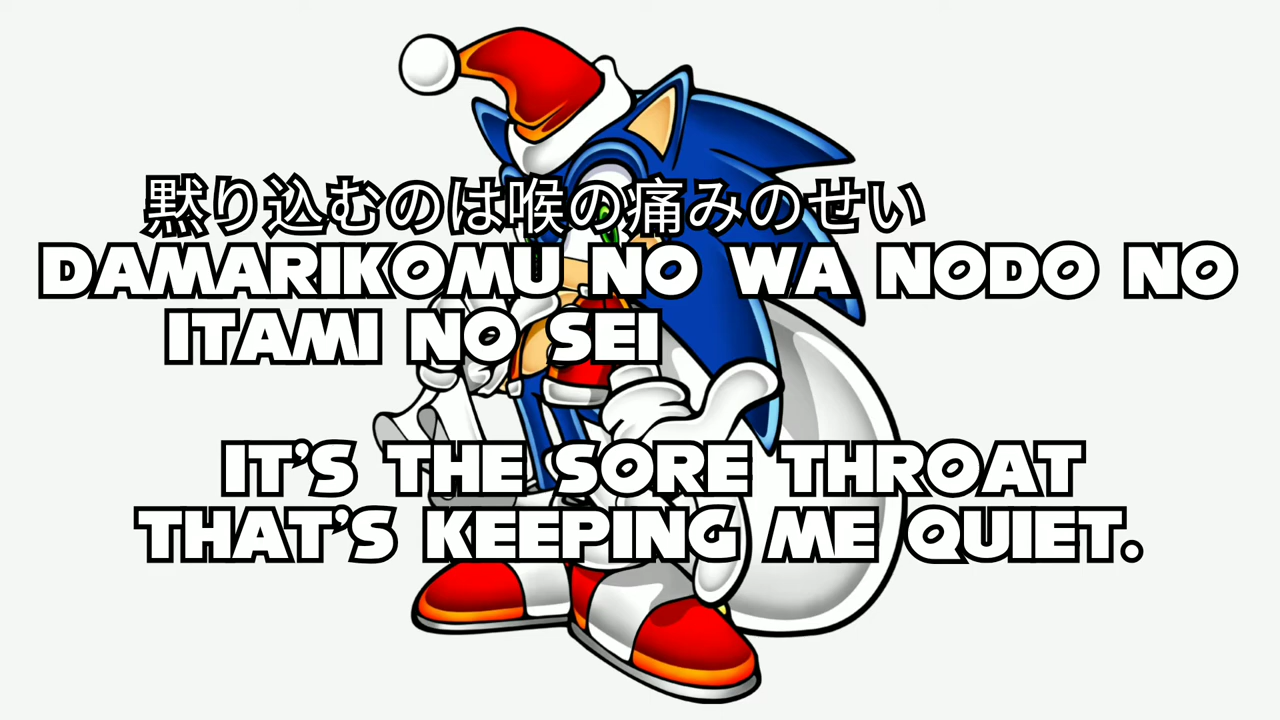 黙り込むのは喉の痛みのせい
DAMARIKOMU NO WA NODO NO
ITAMI NO SEI
IT'S THE SORE THROAT
THAT'S KEEPING ME QUIET.